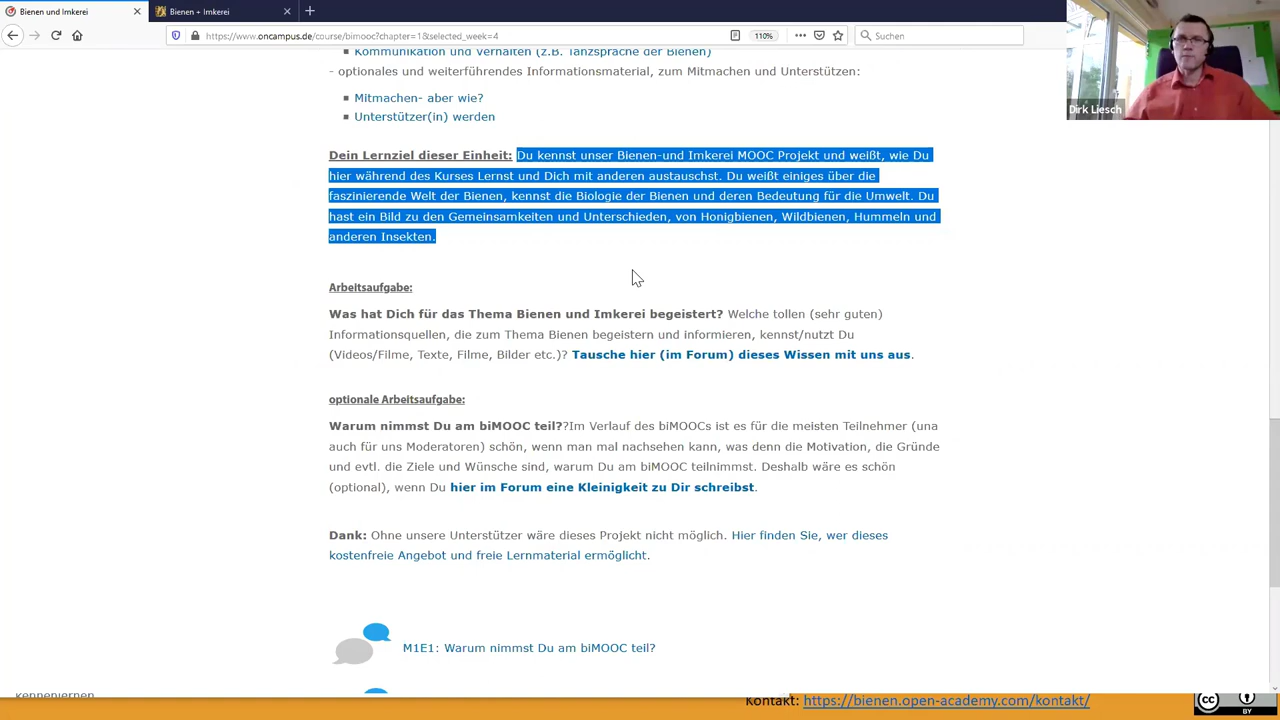 Bienen und Imkerei
Bienen + Imkerei
https://www.oncampus.de/course/bimooc?chapter=1&selected_week=4
110%
Suchen
Dirk Liesch
Kommunikation und Verhalten (z.B. Tanzsprache der Bienen)
- optionales und weiterführendes Informationsmaterial, zum Mitmachen und Unterstützen:
Mitmachen- aber wie?
Unterstützer(in) werden
Dein Lernziel dieser Einheit: Du kennst unser Bienen-und Imkerei MOOC Projekt und weißt, wie Du
hier während des Kurses Lernst und Dich mit anderen austauschst. Du weißt einiges über die
faszinierende Welt der Bienen, kennst die Biologie der Bienen und deren Bedeutung für die Umwelt. Du
hast ein Bild zu den Gemeinsamkeiten und Unterschieden, von Honigbienen, Wildbienen, Hummeln und
anderen Insekten.
Arbeitsaufgabe:
Was hat Dich für das Thema Bienen und Imkerei begeistert? Welche tollen (sehr guten)
Informationsquellen, die zum Thema Bienen begeistern und informieren, kennst/nutzt Du
(Videos/Filme, Texte, Filme, Bilder etc.)? Tausche hier (im Forum) dieses Wissen mit uns aus.
optionale Arbeitsaufgabe:
Warum nimmst Du am biMOOC teil??Im Verlauf des biMOOCs ist es für die meisten Teilnehmer (una
auch für uns Moderatoren) schön, wenn man mal nachsehen kann, was denn die Motivation, die Gründe
und evtl. die Ziele und Wünsche sind, warum Du am biMOOC teilnimmst. Deshalb wäre es schön
(optional), wenn Du hier im Forum eine Kleinigkeit zu Dir schreibst.
Dank: Ohne unsere Unterstützer wäre dieses Projekt nicht möglich. Hier finden Sie, wer dieses
kostenfreie Angebot und freie Lernmaterial ermöglicht.
M1E1: Warum nimmst Du am biMOOC teil?
kennenlernen
Kontakt: https://bienen.open-academy.com/kontakt/
cc
BY